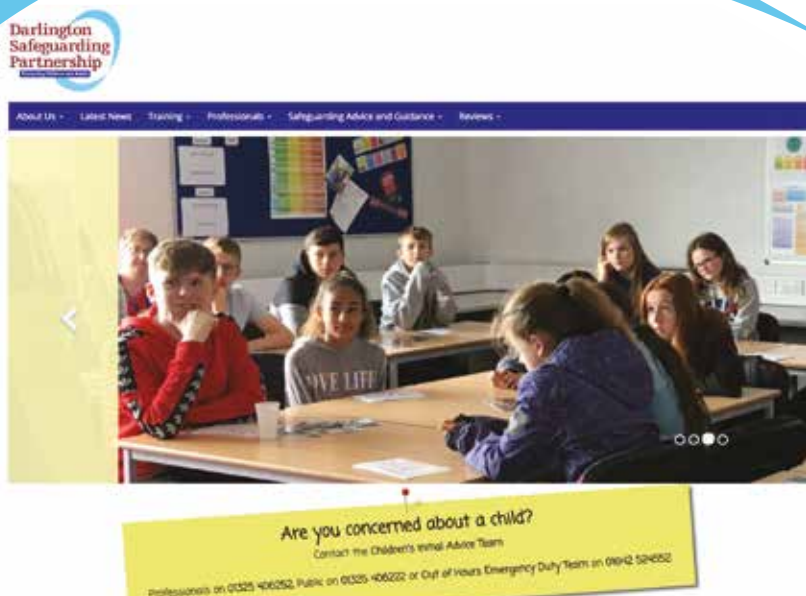 Darlington
Safeguarding
Partnership
About Us Latest News Training Professionals Safeguarding Advice and Guidance Reviews
LOVE LIFE
Are you concerned about a child?
Contact the Children's Initial Advice Team
Professionals on 01325 406252, Public on 01325 406222 or Out of Hours Emergency Duty Team on 01642 524552